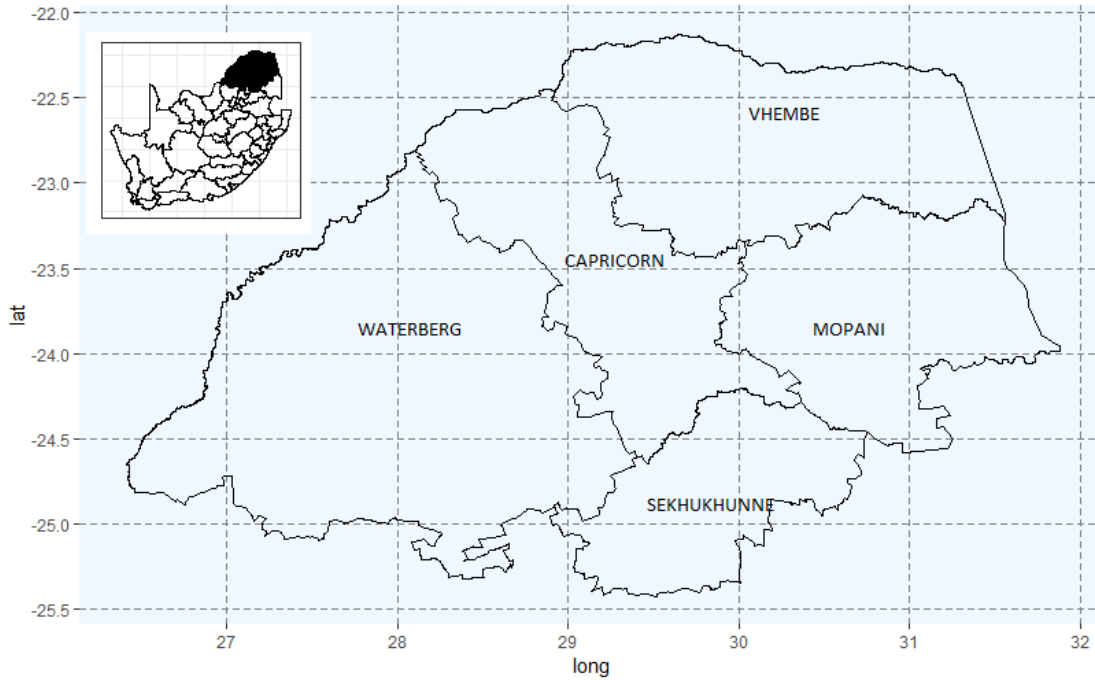 -22.0
-22.5
VHEMBE
-23.0
-23.5
CAPRICORN
lat
WATERBERG
MOPANI
-24.0
-24.5
SEKHUKHUNNE
-25.0
-25.5
27
28
29
30
31
32
long